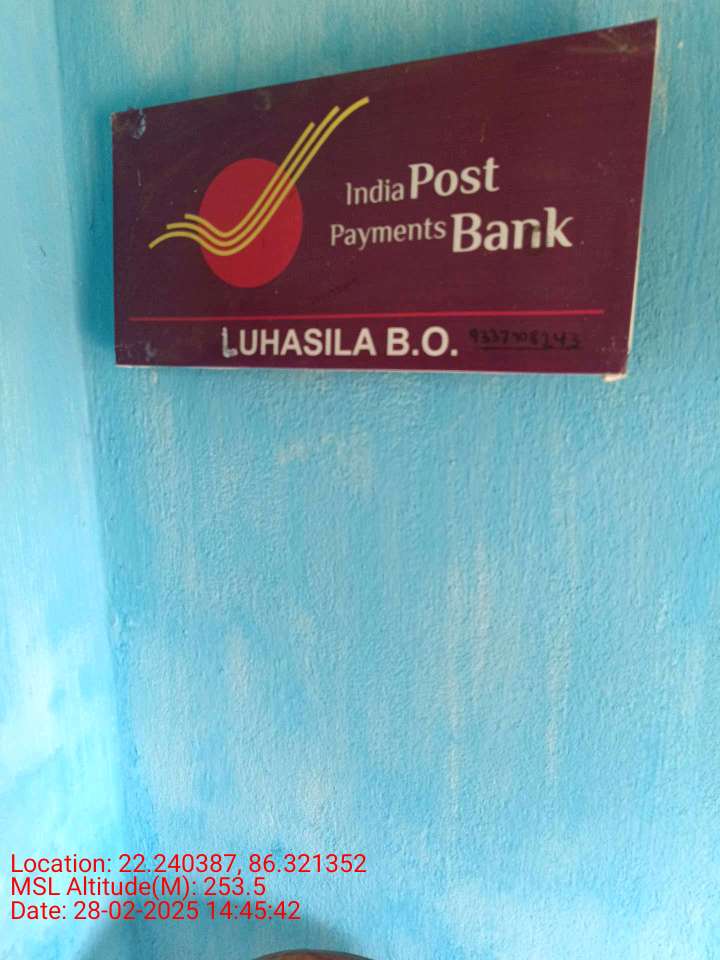 India Post
Payments Bank
LUHASILA B.O.
Location: 22.240387, 86.321352
MSL Altitude(M): 253.5
Date: 28-02-2025 14:45:42